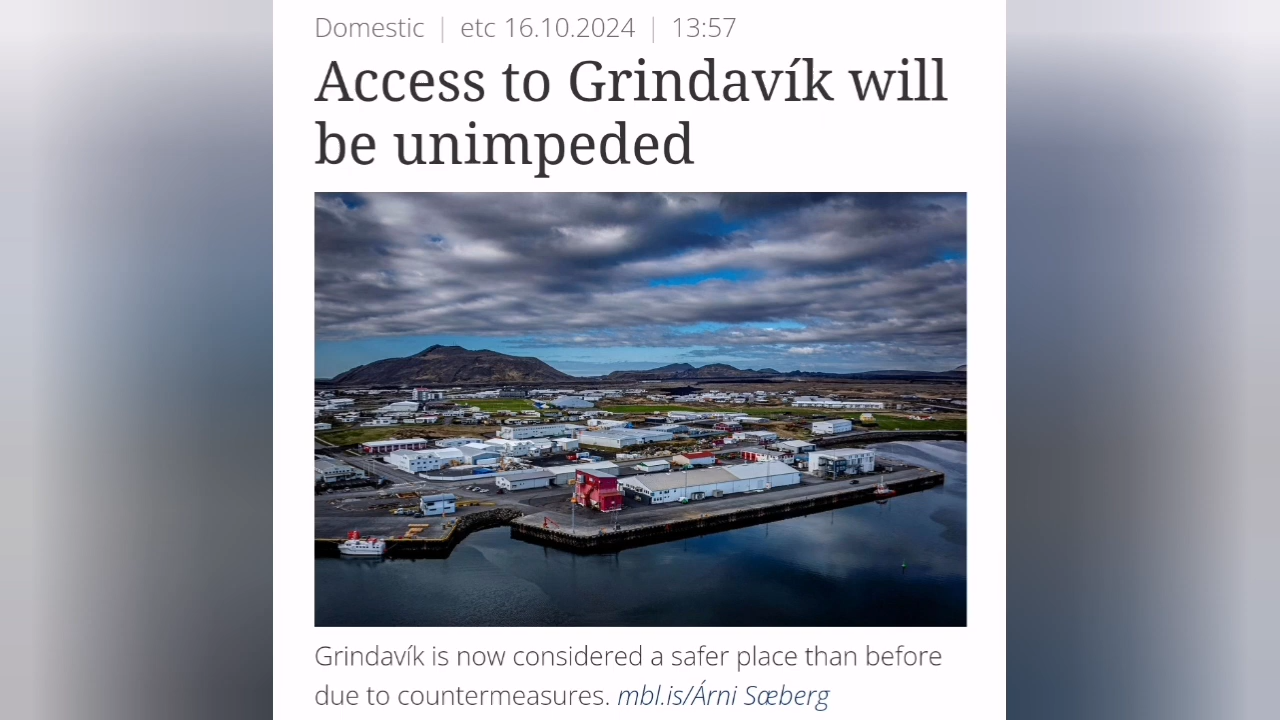 Domestic | etc 16.10.2024 | 13:57
Access to Grindavík will
be unimpeded
Grindavík is now considered a safer place than before
due to countermeasures. mbl.is/Árni Sæberg